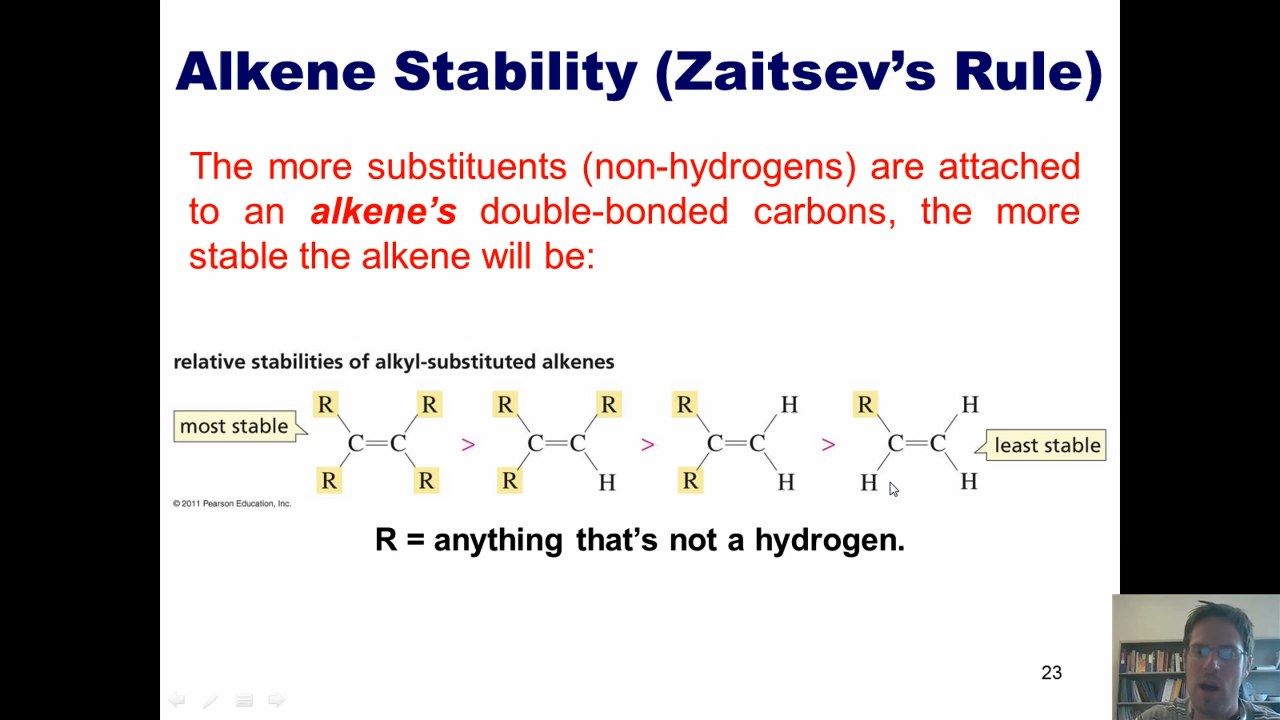 Alkene Stability (Zaitsev’s Rule)
The more substituents (non-hydrogens) are attached
to an alkene’s double-bonded carbons, the more
stable the alkene will be:
relative stabilities of alkyl-substituted alkenes
R R R R R H R H
most stable C=C > C=C > C=C > C=C least stable
R R R H R H H H
© 2011 Pearson Education, Inc.
R = anything that’s not a hydrogen.
23